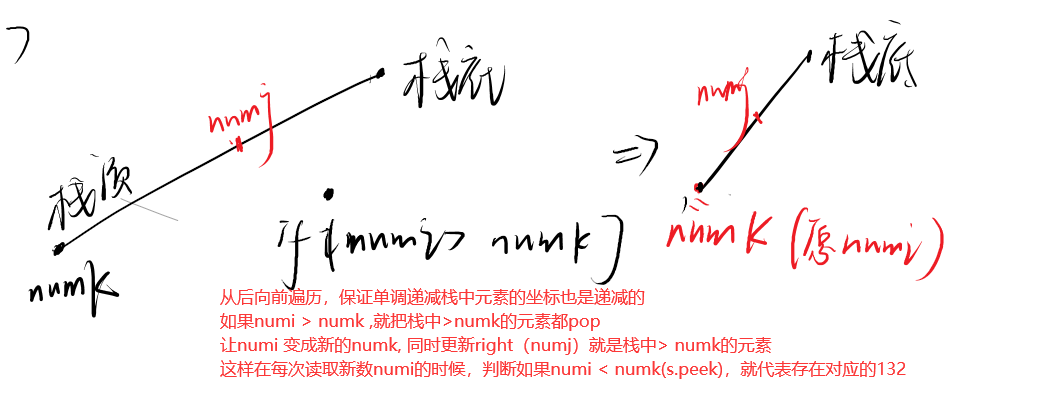 numj
栈底
栈顶
numk
if(numi> numk)
=>
numj
栈底
numk(原numi)
从后向前遍历，保证单调递减栈中元素的坐标也是递减的
如果numi > numk ,就把栈中>numk的元素都pop
让numi 变成新的numk, 同时更新right（numj）就是栈中> numk的元素
这样在每次读取新数numi的时候，判断如果numi < numk(s.peek)，就代表存在对应的132